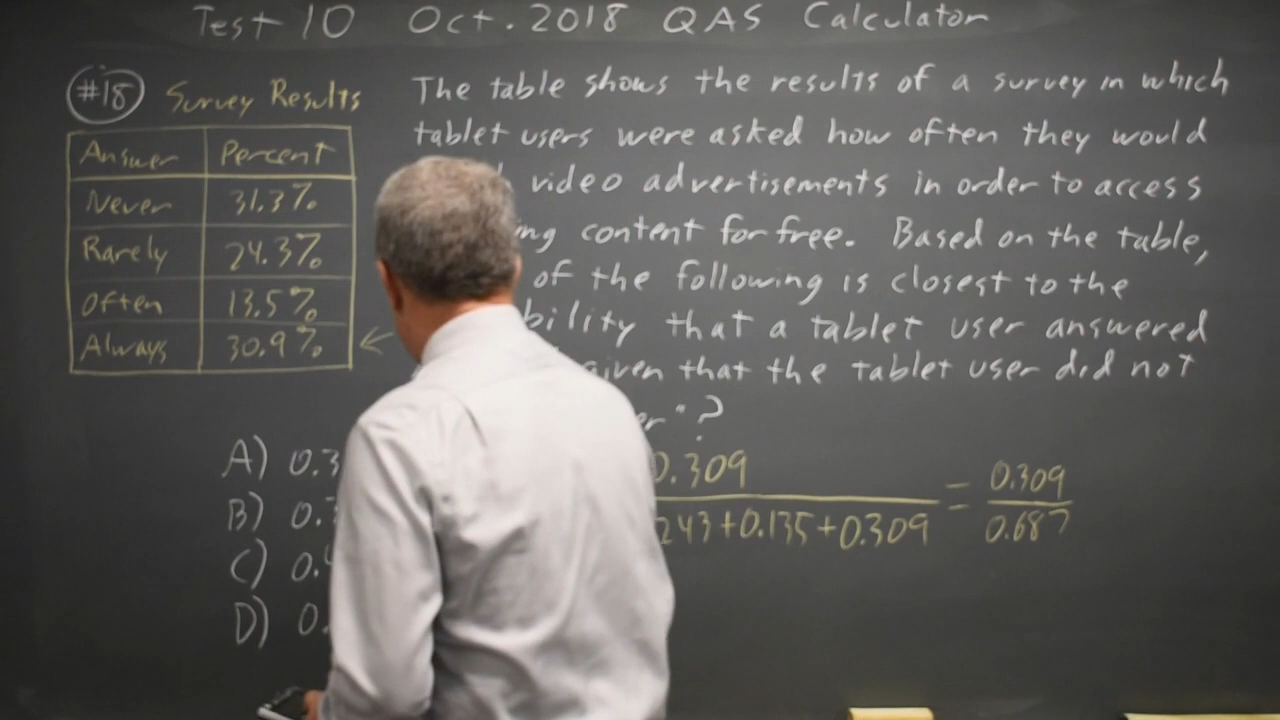 Test 10 Oct. 2018 QAS Calculator
#18 Survey Results
Answer Percent
Never 31.3%
Rarely 24.3%
Often 13.5%
Always 30.9%
The table shows the results of a survey in which
tablet users were asked how often they would
video advertisements in order to access
content for free. Based on the table,
of the following is closest to the
that a tablet user answered
that the tablet user did not
?
A) 0.3
B) 0.
C) 0.4
D) 0.
0.309
243+0.135+0.309 = 0.309
0.687